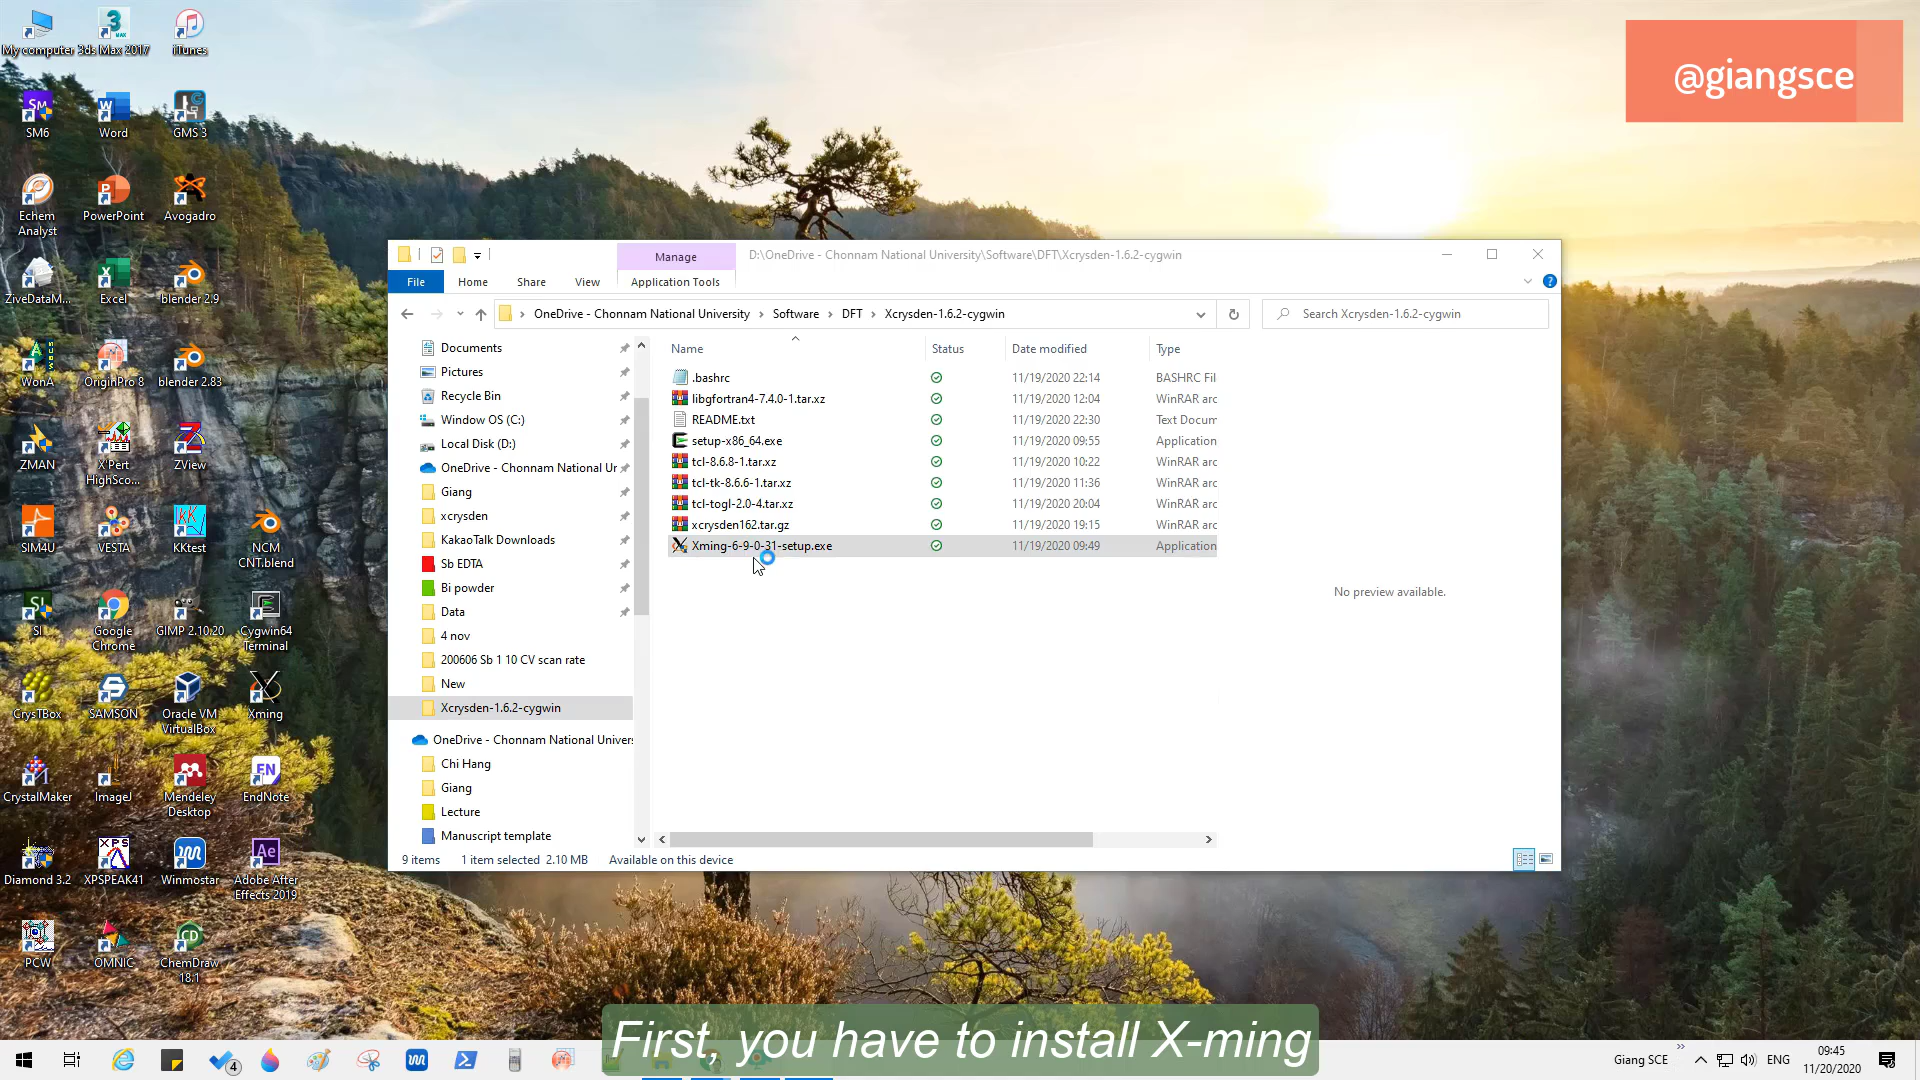 My computer
3ds Max 2017
iTunes
@giangsce
SM6
Word
GMS 3
Echem
Analyst
PowerPoint
Avogadro
ZiveDataM...
Excel
blender 2.9
WonA
OriginPro 8
blender 2.83
ZMAN
X'Pert
HighSco...
ZView
SIM4U
VESTA
KKtest
NCM
CNT.blend
SI
Google
Chrome
GIMP 2.10.20
Cygwin64
Terminal
CrysTBox
SAMSON
Oracle VM
VirtualBox
Xming
CrystalMaker
ImageJ
Mendeley
Desktop
EndNote
Diamond 3.2
XPSPEAK41
Winmostar
Adobe After
Effects 2019
PCW
OMNIC
ChemDraw
18.1
Manage
D:\OneDrive - Chonnam National University\Software\DFT\Xcrysden-1.6.2-cygwin
File
Home
Share
View
Application Tools
OneDrive - Chonnam National University > Software > DFT > Xcrysden-1.6.2-cygwin
Search Xcrysden-1.6.2-cygwin
Documents
Pictures
Recycle Bin
Window OS (C:)
Local Disk (D:)
OneDrive - Chonnam National Ur
Giang
xcrysden
KakaoTalk Downloads
Sb EDTA
Bi powder
Data
4 nov
200606 Sb 1 10 CV scan rate
New
Xcrysden-1.6.2-cygwin
OneDrive - Chonnam National Univers
Chi Hang
Giang
Lecture
Manuscript template
Name Status Date modified Type
.bashrc 11/19/2020 22:14 BASHRC Fil
libgfortran4-7.4.0-1.tar.xz 11/19/2020 12:04 WinRAR arc
README.txt 11/19/2020 22:30 Text Docum
setup-x86_64.exe 11/19/2020 09:55 Application
tcl-8.6.8-1.tar.xz 11/19/2020 10:22 WinRAR arc
tcl-tk-8.6.6-1.tar.xz 11/19/2020 11:36 WinRAR arc
tcl-togl-2.0-4.tar.xz 11/19/2020 20:04 WinRAR arc
xcrysden162.tar.gz 11/19/2020 19:15 WinRAR arc
Xming-6-9-0-31-setup.exe 11/19/2020 09:49 Application
No preview available.
9 items 1 item selected 2.10 MB Available on this device
First, you have to install X-ming
4
Giang SCE
ENG
09:45
11/20/2020